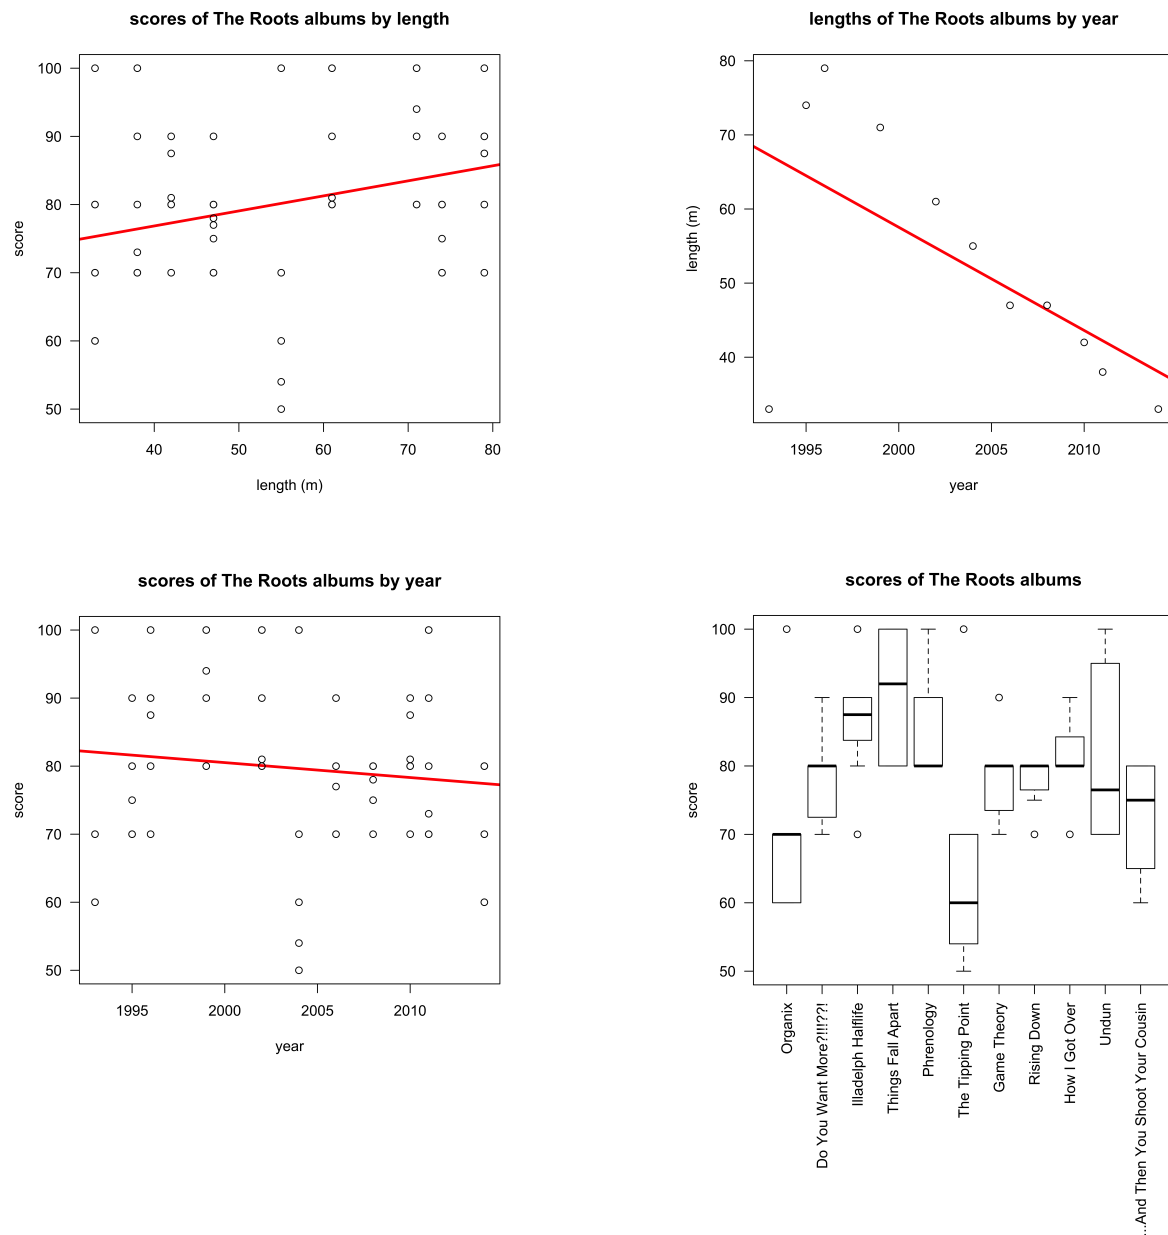 scores of The Roots albums by length
100
90
80
70
60
50
score
40
50
60
70
80
length (m)
lengths of The Roots albums by year
80
70
60
50
40
length (m)
1995
2000
2005
2010
year
scores of The Roots albums by year
100
90
80
70
60
50
score
1995
2000
2005
2010
year
scores of The Roots albums
100
90
80
70
60
50
score
Organix
Do You Want More?!!!??!
Illadelph Halflife
Things Fall Apart
Phrenology
The Tipping Point
Game Theory
Rising Down
How I Got Over
Undun
...And Then You Shoot Your Cousin